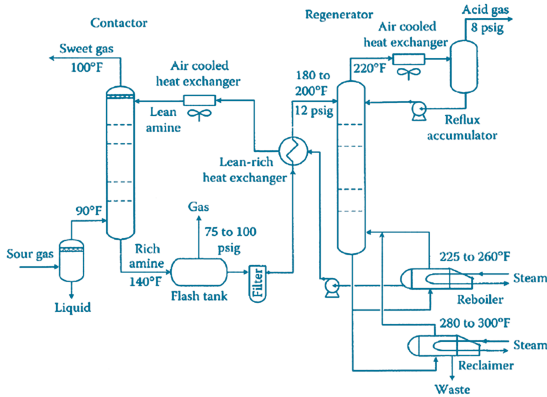 Contactor
Sweet gas
100°F
Air cooled
heat exchanger
Lean
amine
90°F
Sour gas
Liquid
Rich
amine
140°F
Gas
75 to 100
psig
Flash tank
Filter
Lean-rich
heat exchanger
Regenerator
180 to
200°F
12 psig
220°F
Air cooled
heat exchanger
Acid gas
8 psig
Reflux
accumulator
225 to 260°F
Steam
Reboiler
280 to 300°F
Steam
Reclaimer
Waste